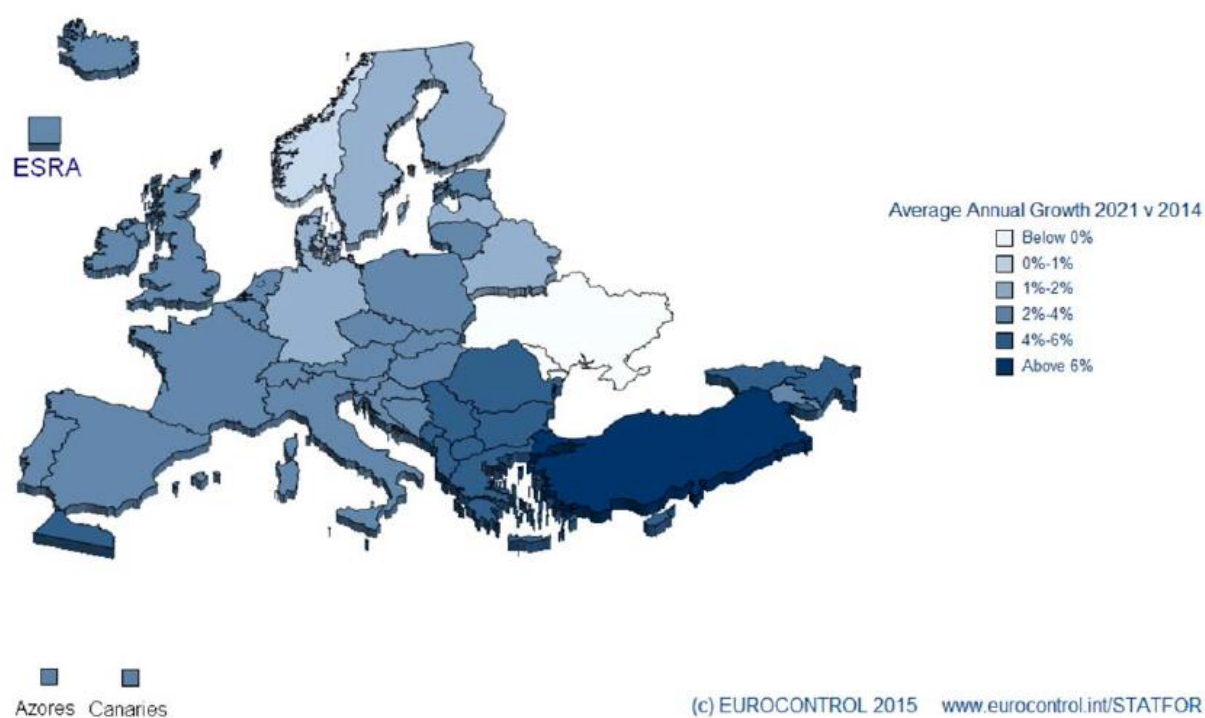 ESRA
Average Annual Growth 2021 v 2014
Below 0%
0%-1%
1%-2%
2%-4%
4%-6%
Above 6%
Azores Canaries
(c) EUROCONTROL 2015 www.eurocontrol.int/STATFOR